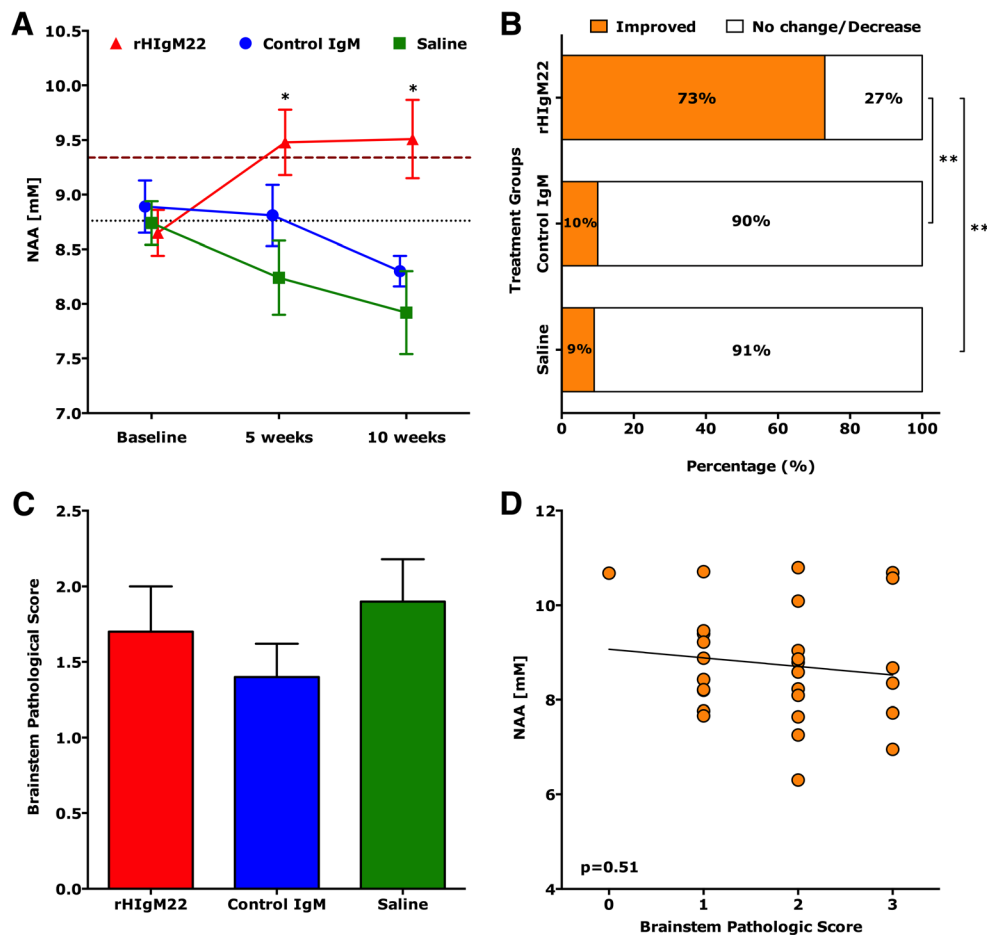 A
rHIgM22 Control IgM Saline
10.5
10.0
9.5
9.0
8.5
8.0
7.5
7.0
NAA [mM]
* *
Baseline 5 weeks 10 weeks
B
Improved No change/Decrease
Treatment Groups
rHIgM22
73% 27%
Control IgM
10% 90%
Saline
9% 91%
**
**
0 20 40 60 80 100
Percentage (%)
C
2.5
2.0
1.5
1.0
0.5
0.0
Brainstem Pathological Score
rHIgM22 Control IgM Saline
D
12
10
8
6
4
NAA [mM]
p=0.51
0 1 2 3
Brainstem Pathologic Score